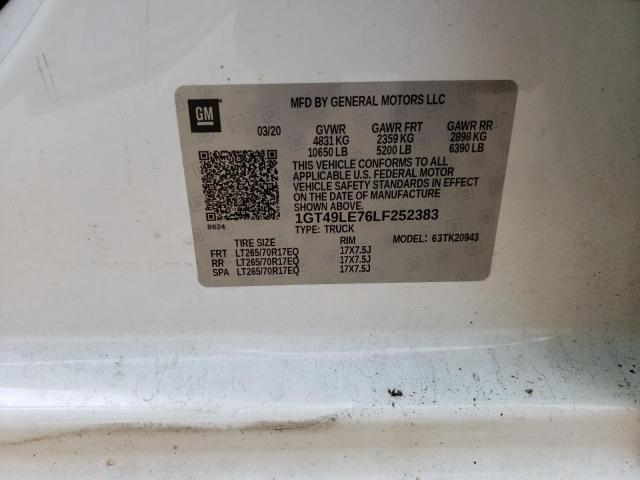 GM
MFD BY GENERAL MOTORS LLC
03/20 GVWR GAWR FRT GAWR RR
4831 KG 2359 KG 2898 KG
10650 LB 5200 LB 6390 LB
THIS VEHICLE CONFORMS TO ALL
APPLICABLE U.S. FEDERAL MOTOR
VEHICLE SAFETY STANDARDS IN EFFECT
ON THE DATE OF MANUFACTURE
SHOWN ABOVE.
1GT49LE76LF252383
8624
TYPE: TRUCK
MODEL: 63TK20943
TIRE SIZE RIM
FRT LT265/70R17EQ 17X7.5J
RR LT265/70R17EQ 17X7.5J
SPA LT265/70R17EQ 17X7.5J